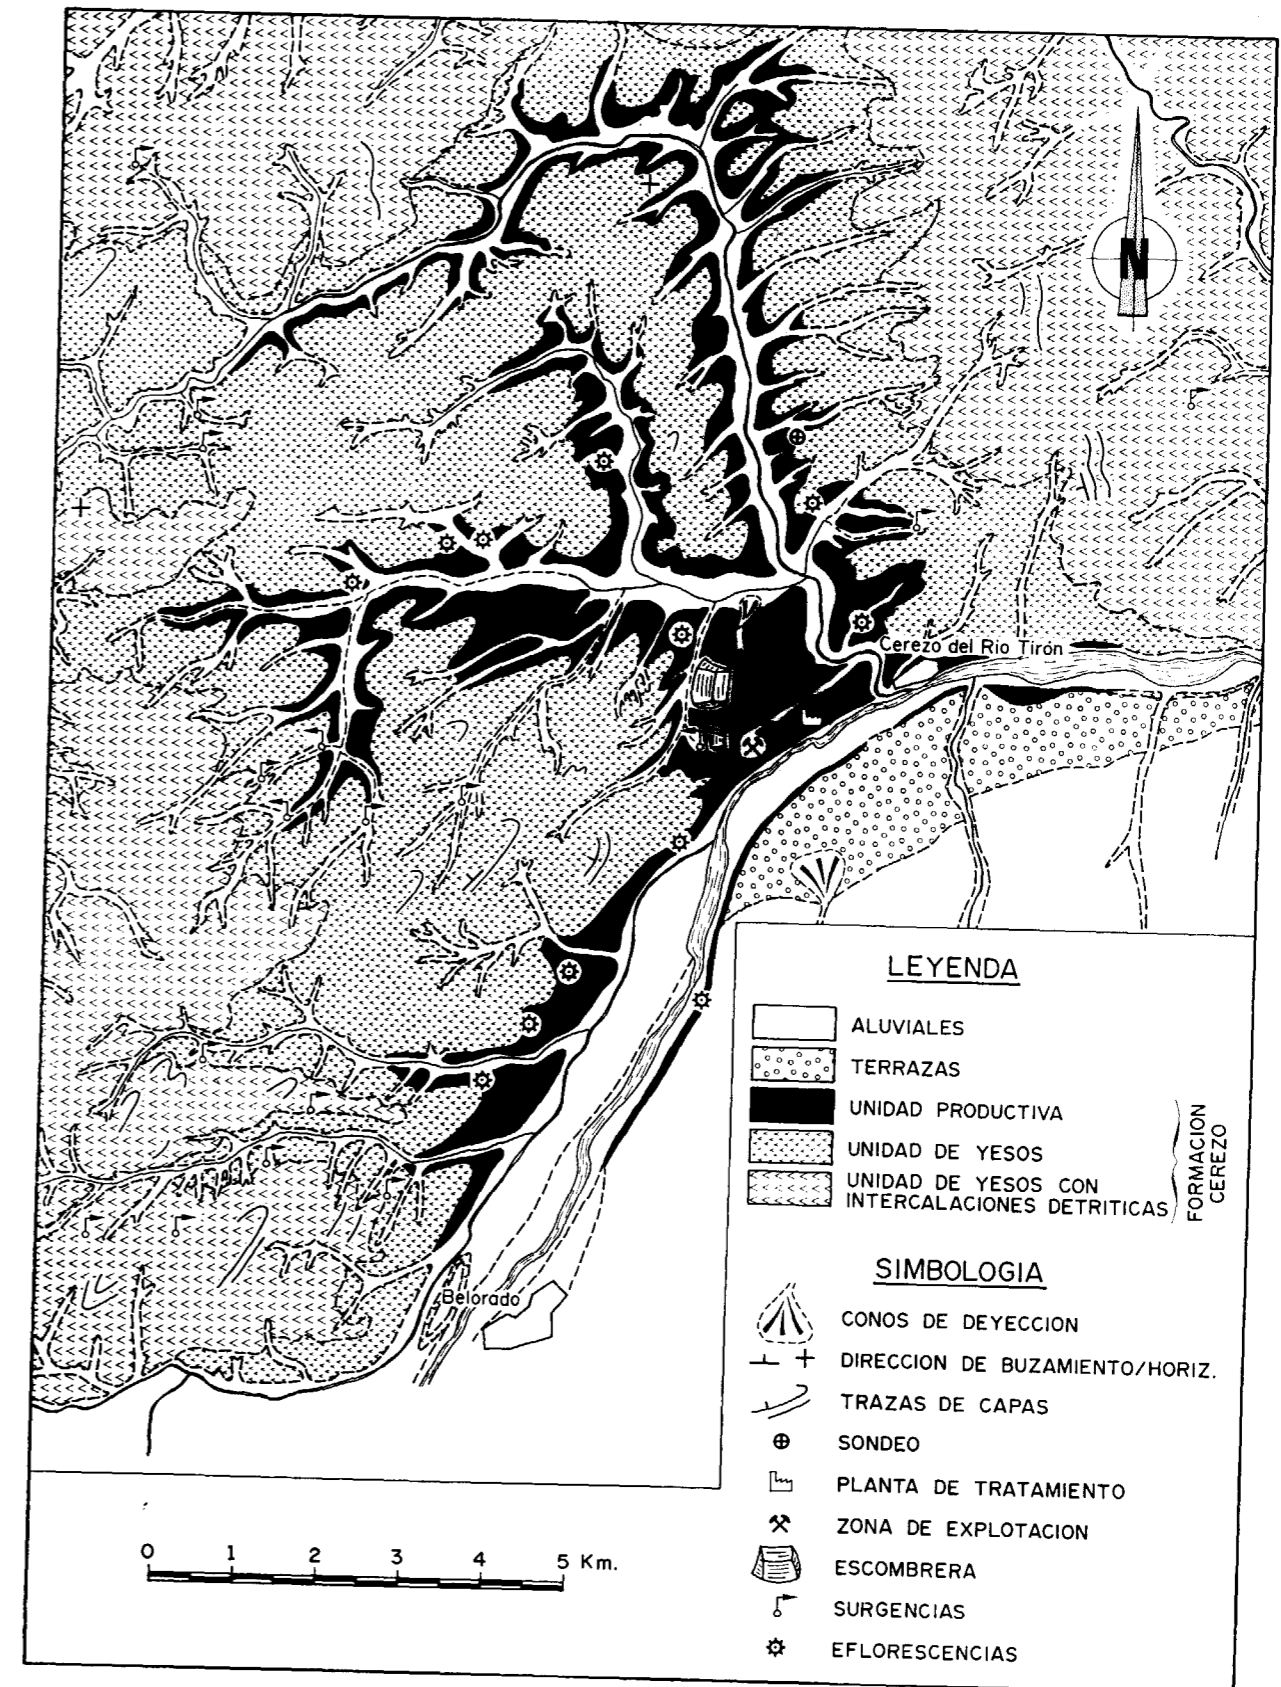 N
Cerezo del Rio Tirón
Belorado
LEYENDA
ALUVIALES
TERRAZAS
UNIDAD PRODUCTIVA
UNIDAD DE YESOS
UNIDAD DE YESOS CON
INTERCALACIONES DETRITICAS
FORMACION
CEREZO
SIMBOLOGIA
CONOS DE DEYECCION
DIRECCION DE BUZAMIENTO/HORIZ.
TRAZAS DE CAPAS
SONDEO
PLANTA DE TRATAMIENTO
ZONA DE EXPLOTACION
ESCOMBRERA
SURGENCIAS
EFLORESCENCIAS
0 1 2 3 4 5 Km.